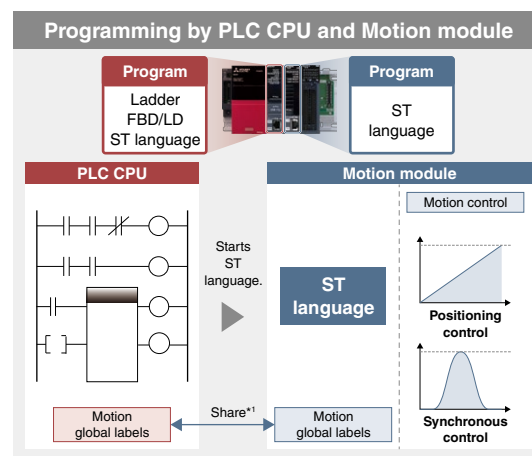 Programming by PLC CPU and Motion module
Program
Ladder
FBD/LD
ST language
Program
ST
language
PLC CPU
Motion module
Starts
ST
language.
ST
language
Motion control
Positioning
control
Synchronous
control
Motion
global labels
Share*1
Motion
global labels